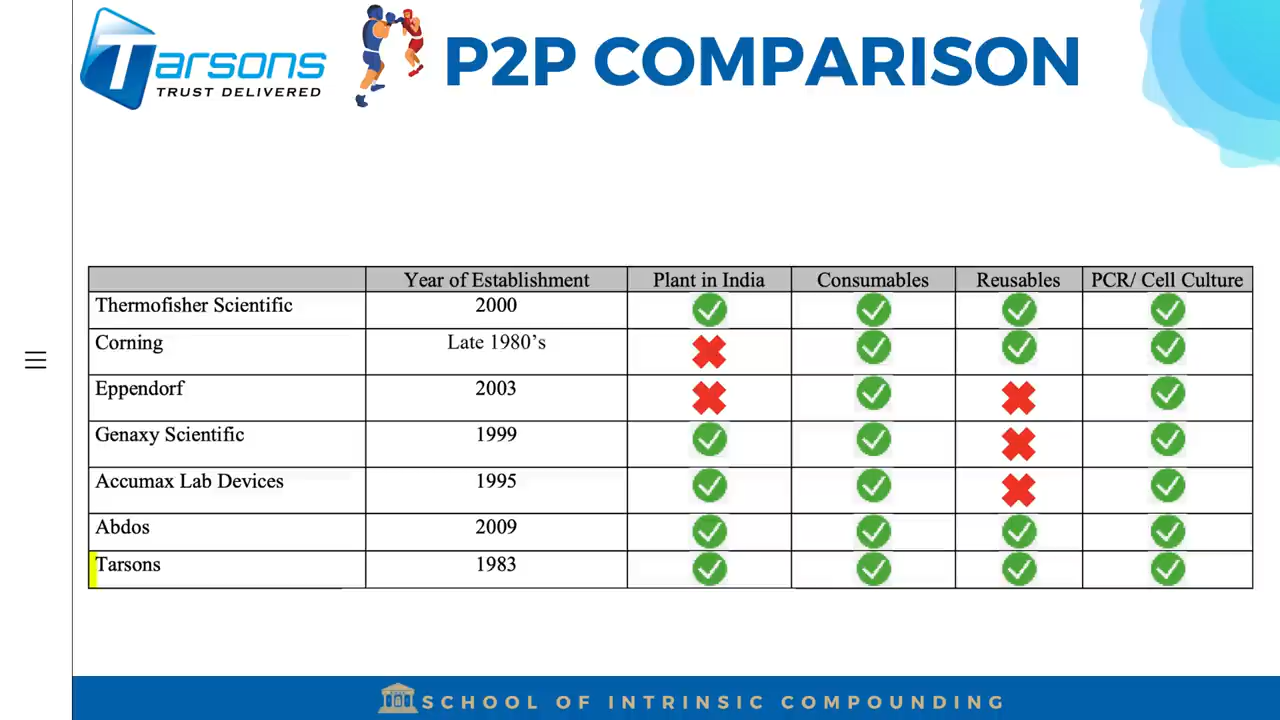 Tarsons
TRUST DELIVERED
P2P COMPARISON
Year of Establishment Plant in India Consumables Reusables PCR/ Cell Culture
Thermofisher Scientific 2000
Corning Late 1980's
Eppendorf 2003
Genaxy Scientific 1999
Accumax Lab Devices 1995
Abdos 2009
Tarsons 1983
SCHOOL OF INTRINSIC COMPOUNDING